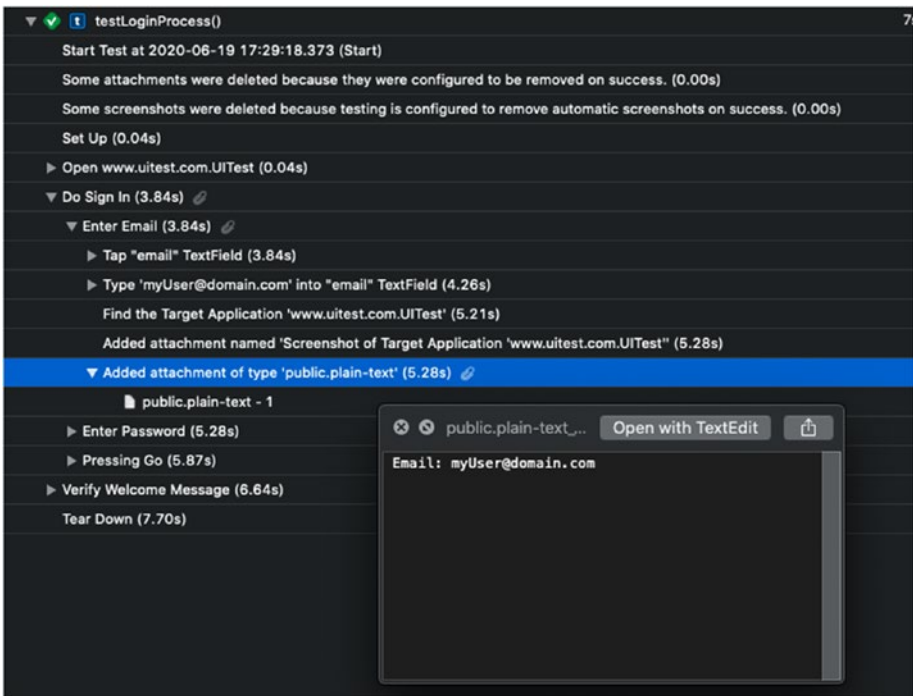 testLoginProcess()
Start Test at 2020-06-19 17:29:18.373 (Start)
Some attachments were deleted because they were configured to be removed on success. (0.00s)
Some screenshots were deleted because testing is configured to remove automatic screenshots on success. (0.00s)
Set Up (0.04s)
Open www.uitest.com.UITest (0.04s)
Do Sign In (3.84s)
Enter Email (3.84s)
Tap "email" TextField (3.84s)
Type 'myUser@domain.com' into "email" TextField (4.26s)
Find the Target Application 'www.uitest.com.UITest' (5.21s)
Added attachment named 'Screenshot of Target Application 'www.uitest.com.UITest'' (5.28s)
Added attachment of type 'public.plain-text' (5.28s)
public.plain-text - 1
Enter Password (5.28s)
Pressing Go (5.87s)
Verify Welcome Message (6.64s)
Tear Down (7.70s)
public.plain-text_... Open with TextEdit
Email: myUser@domain.com